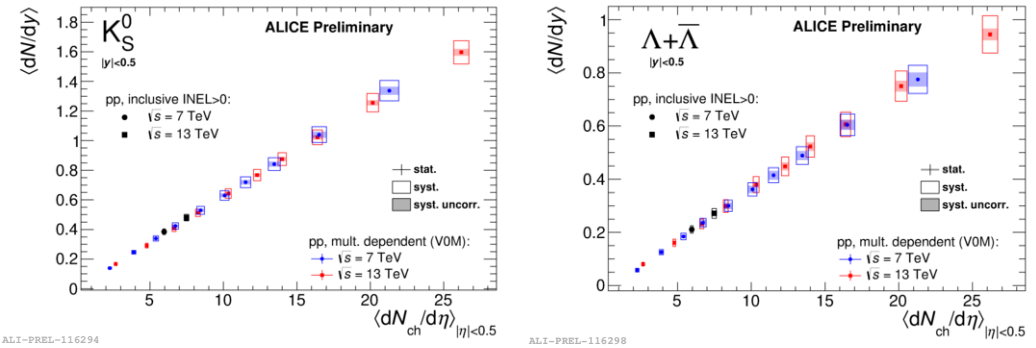 ⟨dN/dy⟩
1.8
1.6
1.4
1.2
1
0.8
0.6
0.4
0.2
0
K⁰_S
|y|<0.5
ALICE Preliminary
pp, inclusive INEL>0:
√s = 7 TeV
√s = 13 TeV
stat.
syst.
syst. uncorr.
pp, mult. dependent (V0M):
√s = 7 TeV
√s = 13 TeV
5 10 15 20 25
⟨dN_ch/dη⟩_|η|<0.5
ALI-PREL-116294
⟨dN/dy⟩
1
0.8
0.6
0.4
0.2
0
Λ+Λ̅
|y|<0.5
ALICE Preliminary
pp, inclusive INEL>0:
√s = 7 TeV
√s = 13 TeV
stat.
syst.
syst. uncorr.
pp, mult. dependent (V0M):
√s = 7 TeV
√s = 13 TeV
5 10 15 20 25
⟨dN_ch/dη⟩_|η|<0.5
ALI-PREL-116298